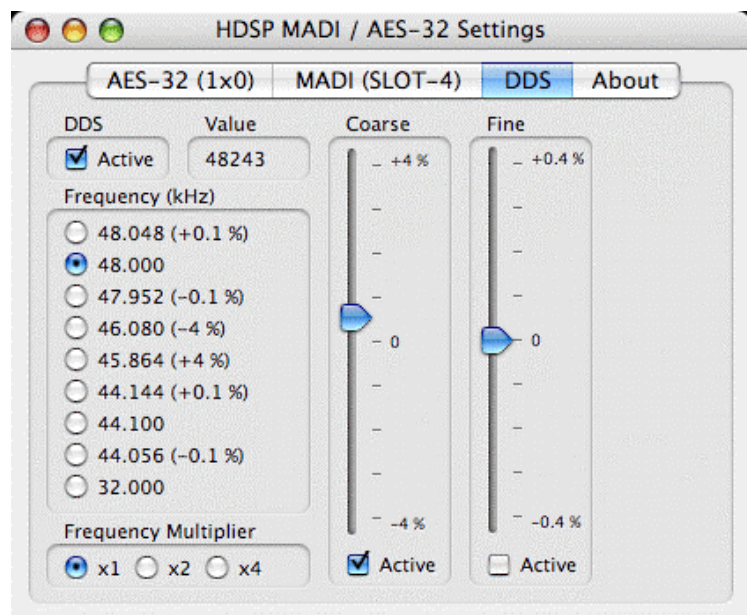 HDSP MADI / AES-32 Settings
AES-32 (1x0) MADI (SLOT-4) DDS About
DDS Value Coarse Fine
Active 48243
Frequency (kHz)
48.048 (+0.1 %)
48.000
47.952 (-0.1 %)
46.080 (-4 %)
45.864 (+4 %)
44.144 (+0.1 %)
44.100
44.056 (-0.1 %)
32.000
Frequency Multiplier
x1 x2 x4
+4 %
0
-4 %
Active
+0.4 %
0
-0.4 %
Active